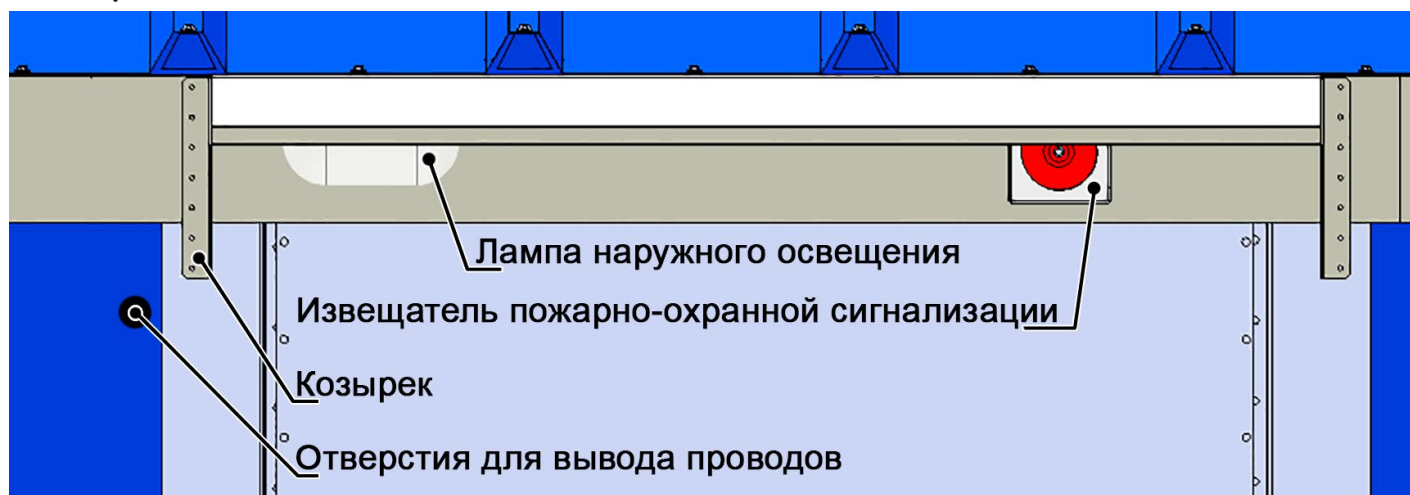 Лампа наружного освещения
Извещатель пожарно-охранной сигнализации
Козырек
Отверстия для вывода проводов